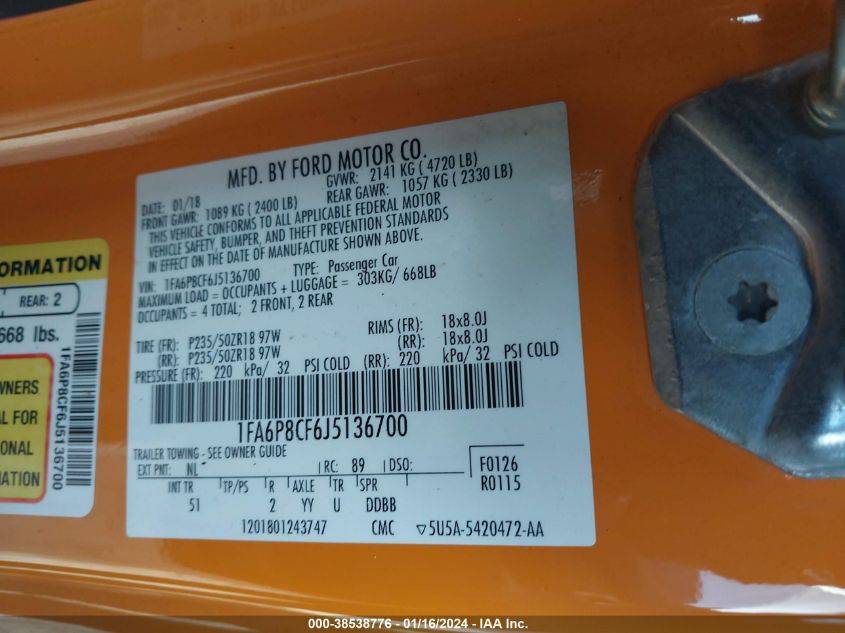 MFD. BY FORD MOTOR CO.
DATE: 01/18 GVWR: 2141 KG ( 4720 LB)
FRONT GAWR: 1089 KG ( 2400 LB) REAR GAWR: 1057 KG ( 2330 LB)
THIS VEHICLE CONFORMS TO ALL APPLICABLE FEDERAL MOTOR
VEHICLE SAFETY, BUMPER, AND THEFT PREVENTION STANDARDS
IN EFFECT ON THE DATE OF MANUFACTURE SHOWN ABOVE.
VIN: 1FA6P8CF6J5136700 TYPE: Passenger Car
MAXIMUM LOAD = OCCUPANTS + LUGGAGE = 303KG/ 668LB
OCCUPANTS = 4 TOTAL; 2 FRONT, 2 REAR
TIRE (FR): P235/50ZR18 97W RIMS (FR): 18x8.0J
(RR): P235/50ZR18 97W (RR): 18x8.0J
PRESSURE (FR): 220 kPa/ 32 PSI COLD (RR): 220 kPa/ 32 PSI COLD
1FA6P8CF6J5136700
TRAILER TOWING - SEE OWNER GUIDE
EXT PNT: NL RC: 89 DSO: F0126
R0115
INT TR TP/PS R AXLE TR SPR
51 2 YY U DDBB
1201801243747 CMC ▽5U5A-5420472-AA
ORMATION
REAR: 2
668 lbs.
1FA6P8CF6J5136700
WNERS
AL FOR
ONAL
MATION
000-38538776 - 01/16/2024 - IAA Inc.